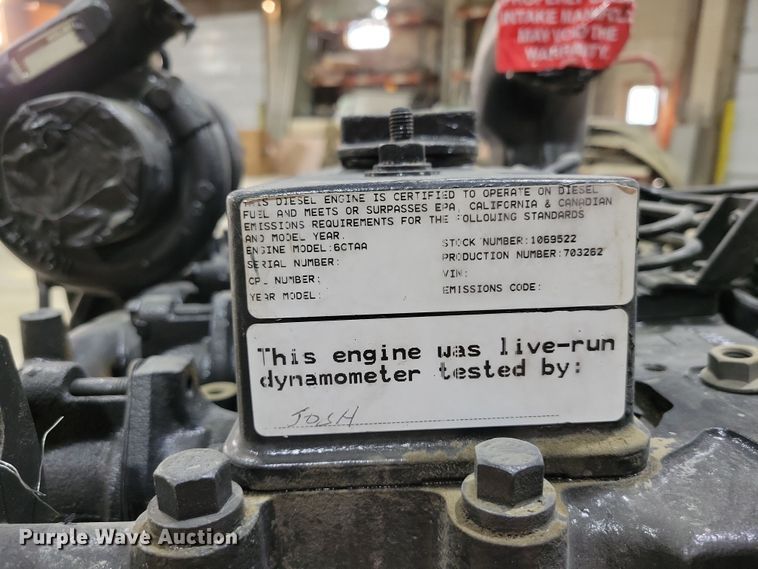 INTAKE MANIFOLD
MAY VOID THE
WARRANTY.
THIS DIESEL ENGINE IS CERTIFIED TO OPERATE ON DIESEL
FUEL AND MEETS OR SURPASSES EPA, CALIFORNIA & CANADIAN
EMISSIONS REQUIREMENTS FOR THE FOLLOWING STANDARDS
AND MODEL YEAR.
ENGINE MODEL:6CTAA STOCK NUMBER:1069522
SERIAL NUMBER: PRODUCTION NUMBER:703262
CPL NUMBER: VIN:
YEAR MODEL: EMISSIONS CODE:
This engine was live-run
dynamometer tested by:
JOSH
Purple Wave Auction